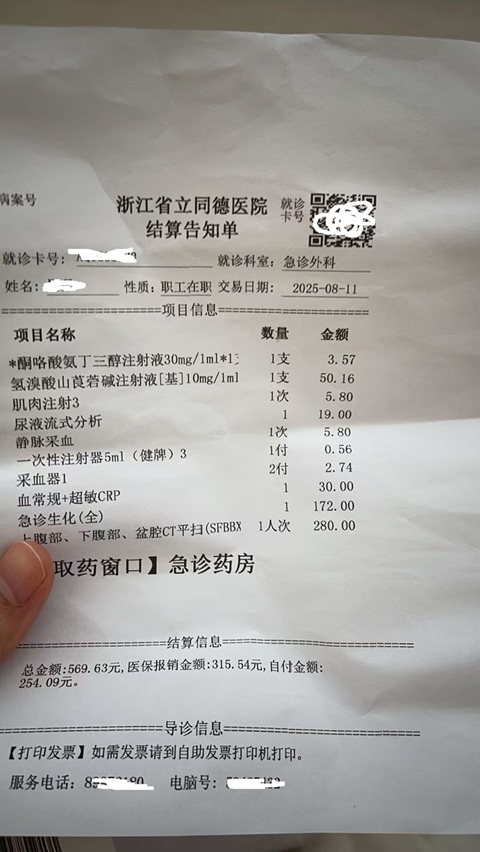 病案号
浙江省立同德医院
就诊卡号
结算告知单
就诊卡号: 就诊科室: 急诊外科
姓名: 性质: 职工在职 交易日期: 2025-08-11
项目信息
项目名称 数量 金额
*酮咯酸氨丁三醇注射液30mg/1ml*1 1支 3.57
氢溴酸山莨菪碱注射液[基]10mg/1ml 1支 50.16
肌肉注射3 1次 5.80
尿液流式分析 1 19.00
静脉采血 1次 5.80
一次性注射器5ml（健牌）3 1付 0.56
采血器1 2付 2.74
血常规+超敏CRP 1 30.00
急诊生化(全) 1 172.00
上腹部、下腹部、盆腔CT平扫(SFBBX 1人次 280.00
取药窗口】急诊药房
结算信息
总金额:569.63元,医保报销金额:315.54元,自付金额:
254.09元。
导诊信息
【打印发票】如需发票请到自助发票打印机打印。
服务电话: 电脑号: